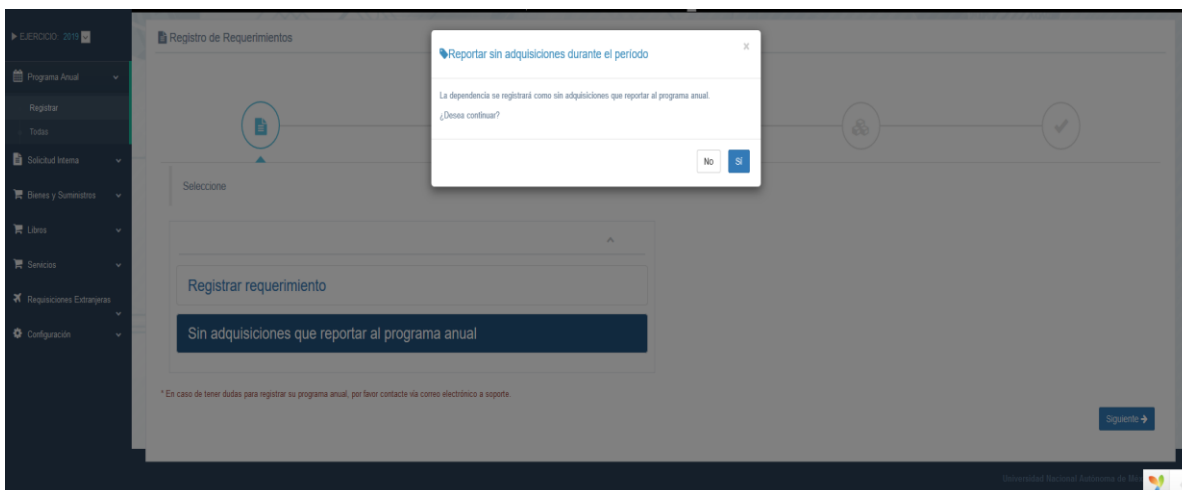 EJERCICIO: 2019
Programa Anual
Registrar
Todas
Solicitud Interna
Bienes y Suministros
Libros
Servicios
Requisiciones Extranjeras
Configuración
Registro de Requerimientos
Reportar sin adquisiciones durante el período
x
La dependencia se registrará como sin adquisiciones que reportar al programa anual.
¿Desea continuar?
No
Sí
Seleccione
Registrar requerimiento
Sin adquisiciones que reportar al programa anual
* En caso de tener dudas para registrar su programa anual, por favor contacte vía correo electrónico a soporte.
Siguiente
Universidad Nacional Autónoma de